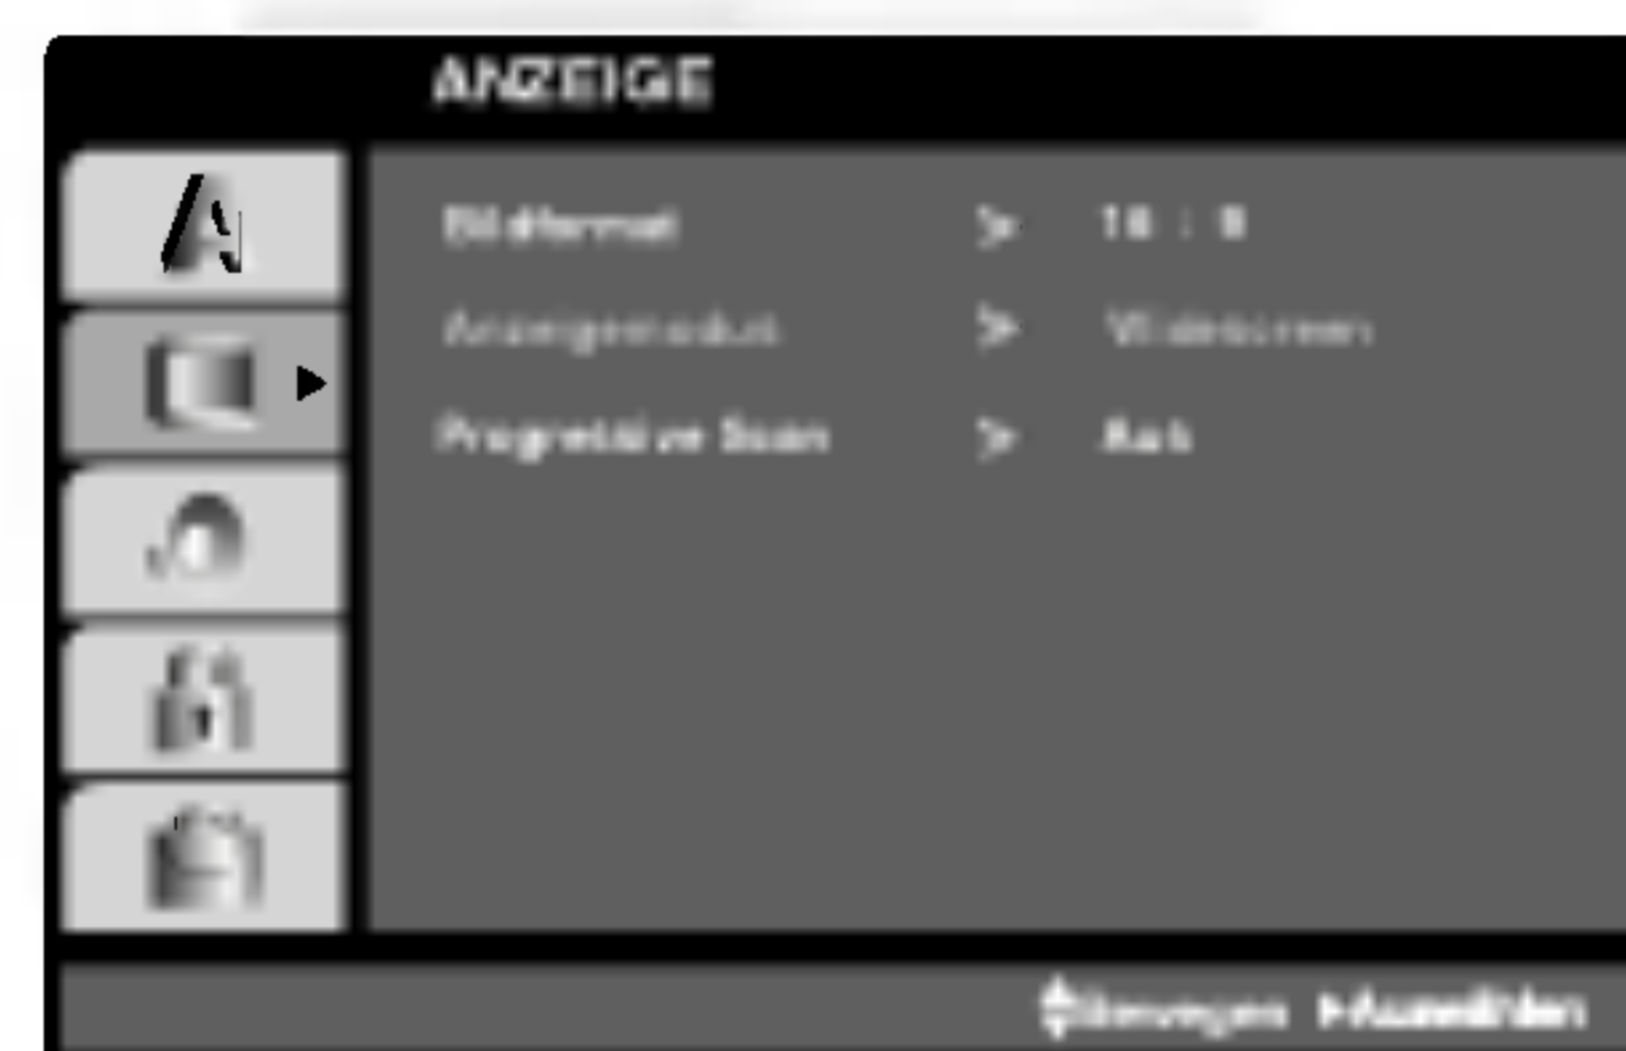 ANZEIGE
A
Bildformat > 16 : 9
Anzeigemodus > Widescreen
Progressive Scan > Aus
Bewegen Auswählen